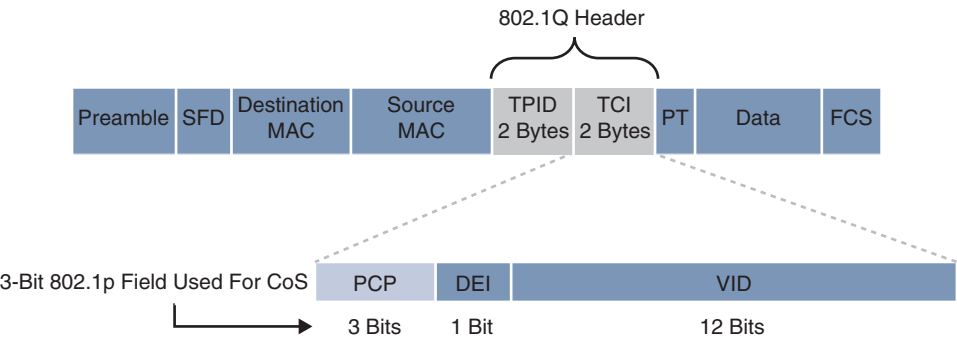 802.1Q Header
Preamble
SFD
Destination
MAC
Source
MAC
TPID
2 Bytes
TCI
2 Bytes
PT
Data
FCS
3-Bit 802.1p Field Used For CoS
PCP
DEI
VID
3 Bits
1 Bit
12 Bits